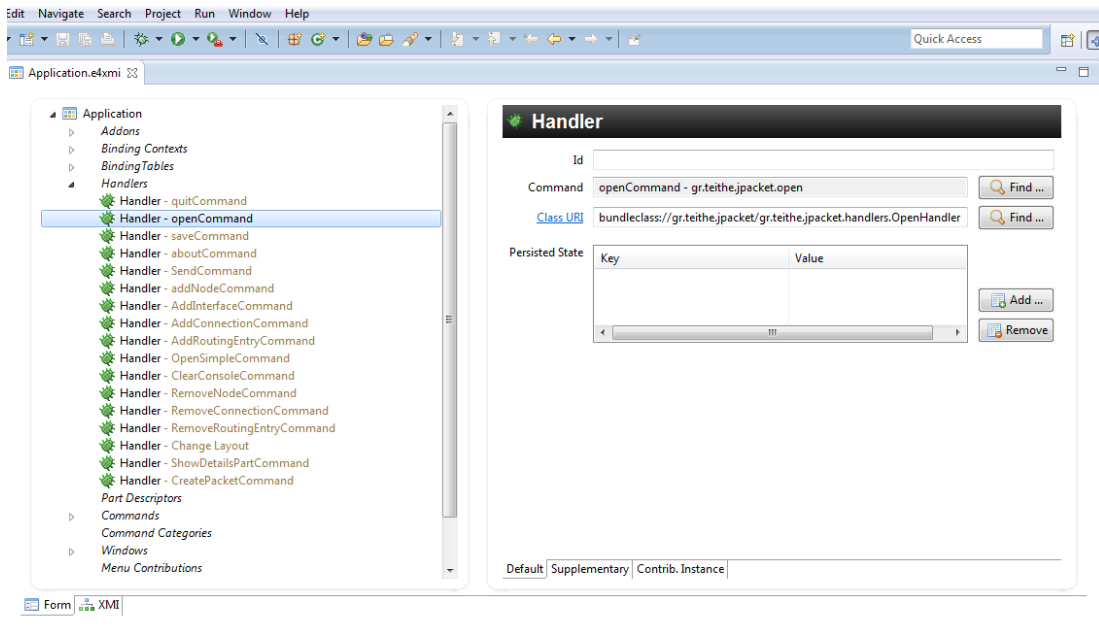 Edit Navigate Search Project Run Window Help
Quick Access
Application.e4xmi
Application
Addons
Binding Contexts
BindingTables
Handlers
Handler - quitCommand
Handler - openCommand
Handler - saveCommand
Handler - aboutCommand
Handler - SendCommand
Handler - addNodeCommand
Handler - AddInterfaceCommand
Handler - AddConnectionCommand
Handler - AddRoutingEntryCommand
Handler - OpenSimpleCommand
Handler - ClearConsoleCommand
Handler - RemoveNodeCommand
Handler - RemoveConnectionCommand
Handler - RemoveRoutingEntryCommand
Handler - Change Layout
Handler - ShowDetailsPartCommand
Handler - CreatePacketCommand
Part Descriptors
Commands
Command Categories
Windows
Menu Contributions
Handler
Id
Command openCommand - gr.teithe.jpacket.open Find ...
Class URI bundleclass://gr.teithe.jpacket/gr.teithe.jpacket.handlers.OpenHandler Find ...
Persisted State Key Value
Add ...
Remove
Default Supplementary Contrib. Instance
Form XMI